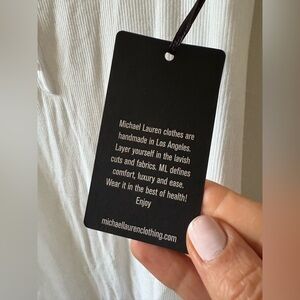 Michael Lauren clothes are
handmade in Los Angeles.
Layer yourself in the lavish
cuts and fabrics. ML defines
comfort, luxury and ease.
Wear it in the best of health!
Enjoy
michaellaurenclothing.com